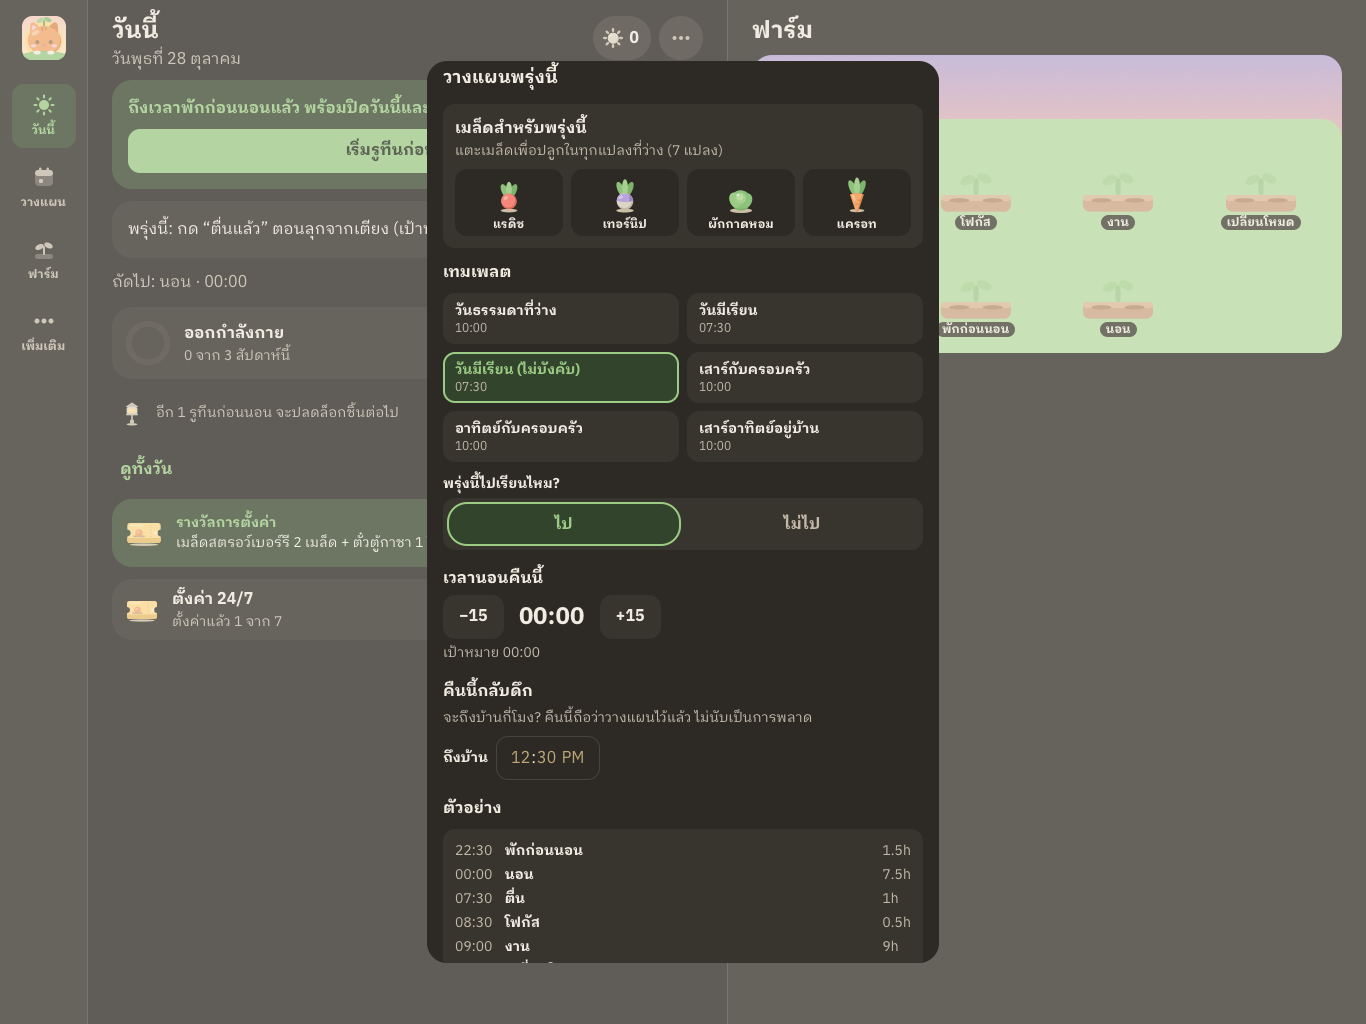 วันนี้
วางแผน
ฟาร์ม
เพิ่มเติม
วันนี้
วันพุธที่ 28 ตุลาคม
0
ถึงเวลาพักก่อนนอนแล้ว พร้อมปิดวันนี้และ
พรุ่งนี้: กด “ตื่นแล้ว” ตอนลุกจากเตียง
ถัดไป: นอน · 00:00
ออกกำลังกาย
0 จาก 3 สัปดาห์นี้
อีก 1 รูทีนก่อนนอน จะปลดล็อกชิ้นต่อไป
ดูทั้งวัน
รางวัลการตั้งค่า
เมล็ดสตรอว์เบอร์รี 2 เมล็ด + ตั๋วตู้กาชา 1
ตั้งค่า 24/7
ตั้งค่าแล้ว 1 จาก 7
วางแผนพรุ่งนี้
เมล็ดสำหรับพรุ่งนี้
แตะเมล็ดเพื่อปลูกในทุกแปลงที่ว่าง (7 แปลง)
แรดิช
เทอร์นิป
ผักกาดหอม
แครอท
เทมเพลต
วันธรรมดาที่ว่าง
10:00
วันมีเรียน
07:30
วันมีเรียน (ไม่บังคับ)
07:30
เสาร์กับครอบครัว
10:00
อาทิตย์กับครอบครัว
10:00
เสาร์อาทิตย์อยู่บ้าน
10:00
พรุ่งนี้ไปเรียนไหม?
ไป
ไม่ไป
เวลานอนคืนนี้
−15
00:00
+15
เป้าหมาย 00:00
คืนนี้กลับดึก
จะถึงบ้านกี่โมง? คืนนี้ถือว่าวางแผนไว้แล้ว ไม่นับเป็นการพลาด
ถึงบ้าน
12:30 PM
ตัวอย่าง
22:30 พักก่อนนอน 1.5h
00:00 นอน 7.5h
07:30 ตื่น 1h
08:30 โฟกัส 0.5h
09:00 งาน 9h
ฟาร์ม
โฟกัส
งาน
เปลี่ยนโหมด
พักก่อนนอน
นอน